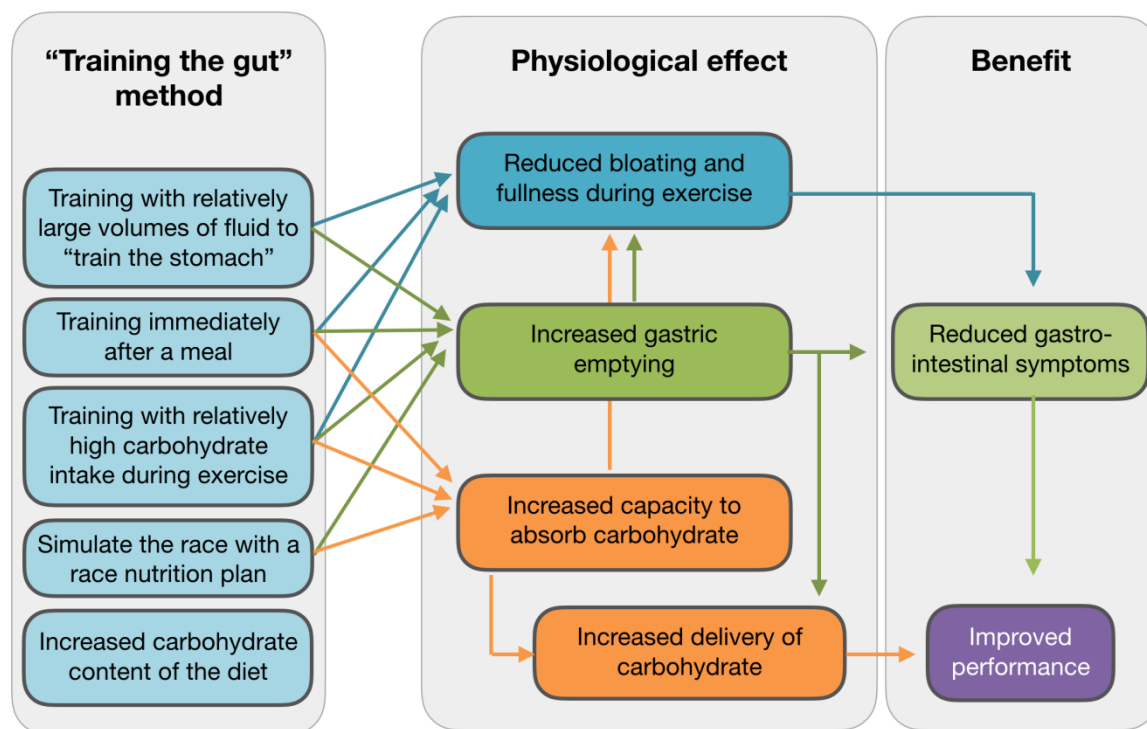 “Training the gut”
method
Training with relatively
large volumes of fluid to
“train the stomach”
Training immediately
after a meal
Training with relatively
high carbohydrate
intake during exercise
Simulate the race with a
race nutrition plan
Increased carbohydrate
content of the diet
Physiological effect
Reduced bloating and
fullness during exercise
Increased gastric
emptying
Increased capacity to
absorb carbohydrate
Increased delivery of
carbohydrate
Benefit
Reduced gastro-
intestinal symptoms
Improved
performance